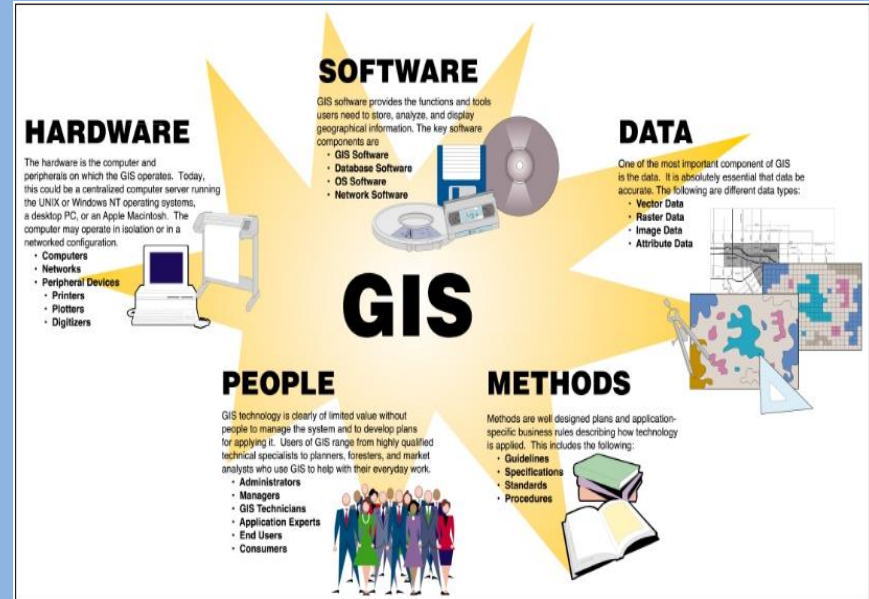 SOFTWARE
GIS software provides the functions and tools
users need to store, analyze, and display
geographical information. The key software
components are
• GIS Software
• Database Software
• OS Software
• Network Software
HARDWARE
The hardware is the computer and
peripherals on which the GIS operates. Today,
this could be a centralized computer server running
the UNIX or Windows NT operating systems,
a desktop PC, or an Apple Macintosh. The
computer may operate in isolation or in a
networked configuration.
• Computers
• Networks
• Peripheral Devices
• Printers
• Plotters
• Digitizers
DATA
One of the most important component of GIS
is the data. It is absolutely essential that data be
accurate. The following are different data types:
• Vector Data
• Raster Data
• Image Data
• Attribute Data
GIS
PEOPLE
GIS technology is clearly of limited value without
people to manage the system and to develop plans
for applying it. Users of GIS range from highly qualified
technical specialists to planners, foresters, and market
analysts who use GIS to help with their everyday work.
• Administrators
• Managers
• GIS Technicians
• Application Experts
• End Users
• Consumers
METHODS
Methods are well designed plans and application-
specific business rules describing how technology
is applied. This includes the following:
• Guidelines
• Specifications
• Standards
• Procedures